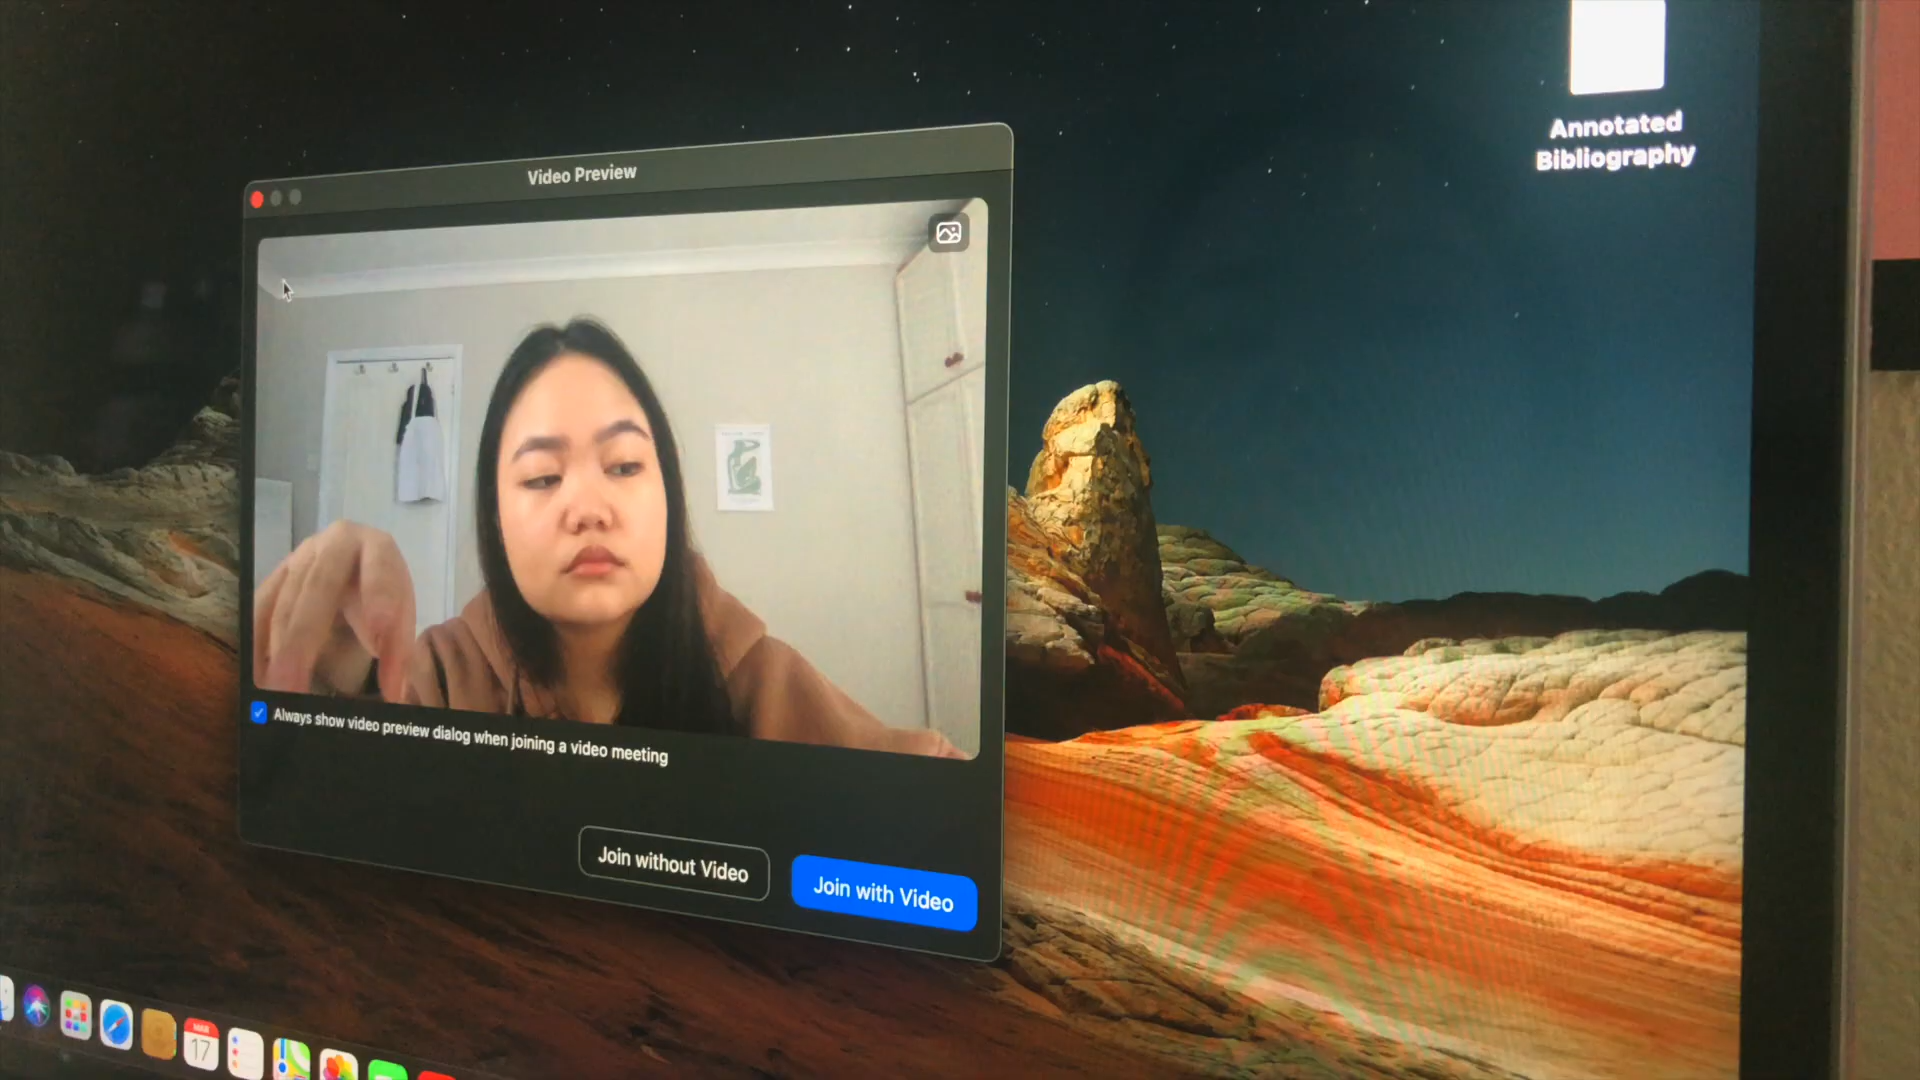 Annotated
Bibliography
Video Preview
Always show video preview dialog when joining a video meeting
Join without Video
Join with Video
MAR
17